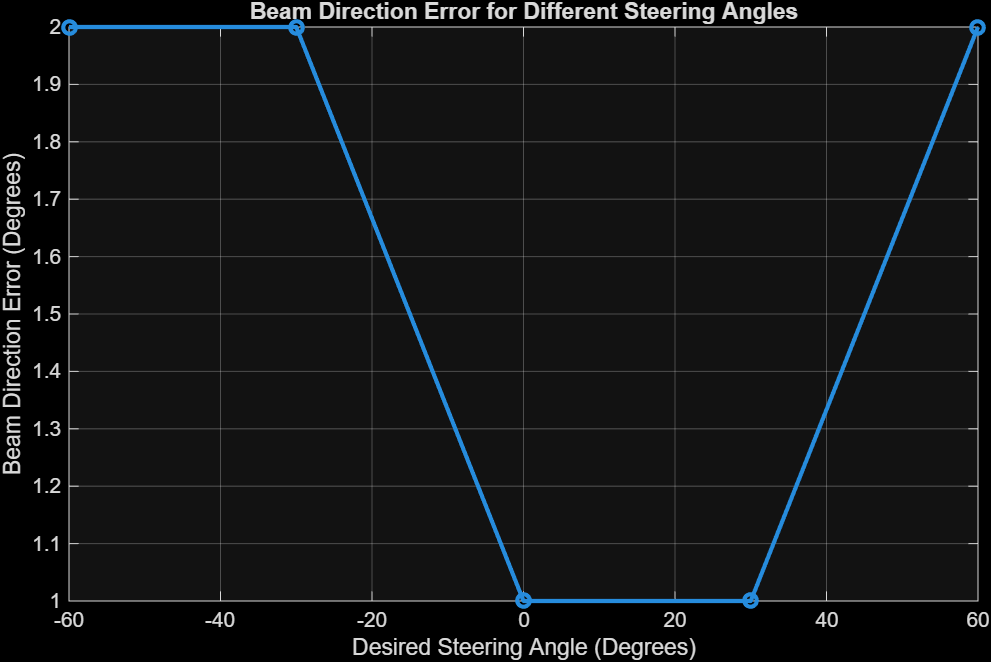 Beam Direction Error for Different Steering Angles
2
1.9
1.8
1.7
1.6
1.5
1.4
1.3
1.2
1.1
1
Beam Direction Error (Degrees)
-60 -40 -20 0 20 40 60
Desired Steering Angle (Degrees)